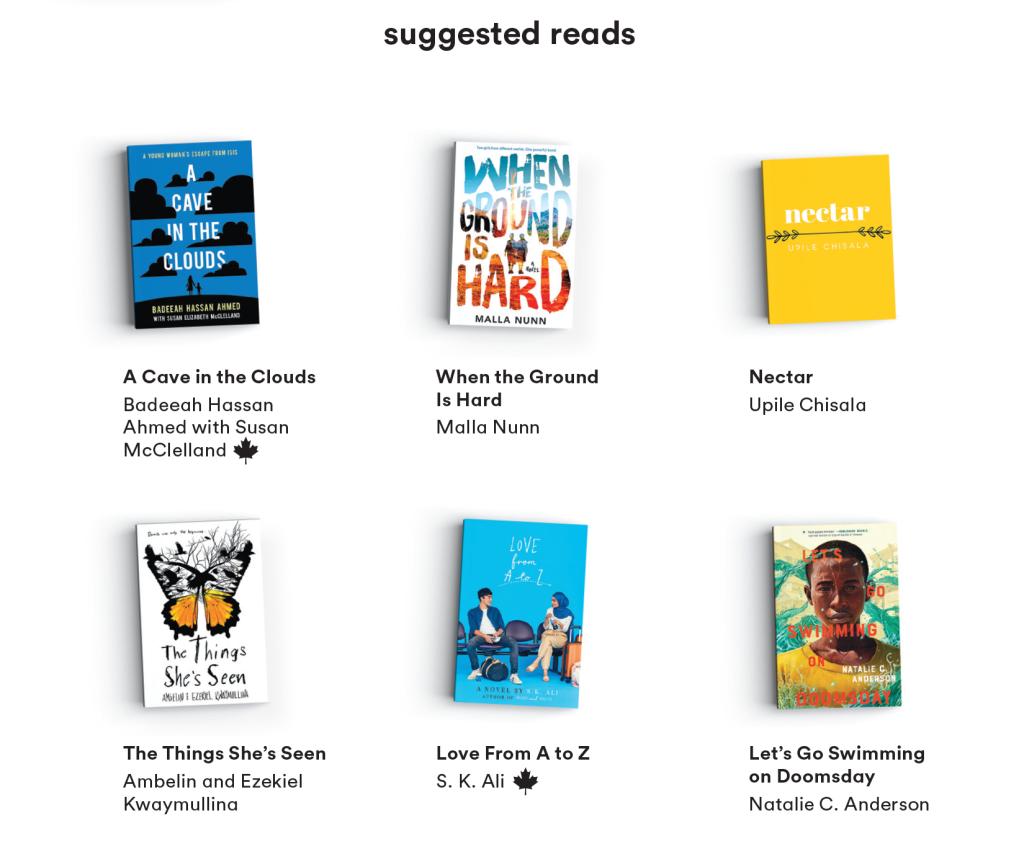 suggested reads
A YOUNG WOMAN'S ESCAPE FROM ISIS
A
CAVE
IN THE
CLOUDS
BADEEAH HASSAN AHMED
WITH SUSAN ELIZABETH McCLELLAND
WHEN
THE
GROUND
IS
A NOVEL
HARD
MALLA NUNN
nectar
UPILE CHISALA
A Cave in the Clouds
Badeeah Hassan
Ahmed with Susan
McClelland
When the Ground
Is Hard
Malla Nunn
Nectar
Upile Chisala
The Things
She's Seen
AMBELIN & EZEKIEL KWAYMULLINA
LOVE
from
A to Z
A NOVEL BY S.K. ALI
AUTHOR OF
LET'S
GO
SWIMMING
ON
NATALIE C.
ANDERSON
DOOMSDAY
The Things She's Seen
Ambelin and Ezekiel
Kwaymullina
Love From A to Z
S. K. Ali
Let's Go Swimming
on Doomsday
Natalie C. Anderson